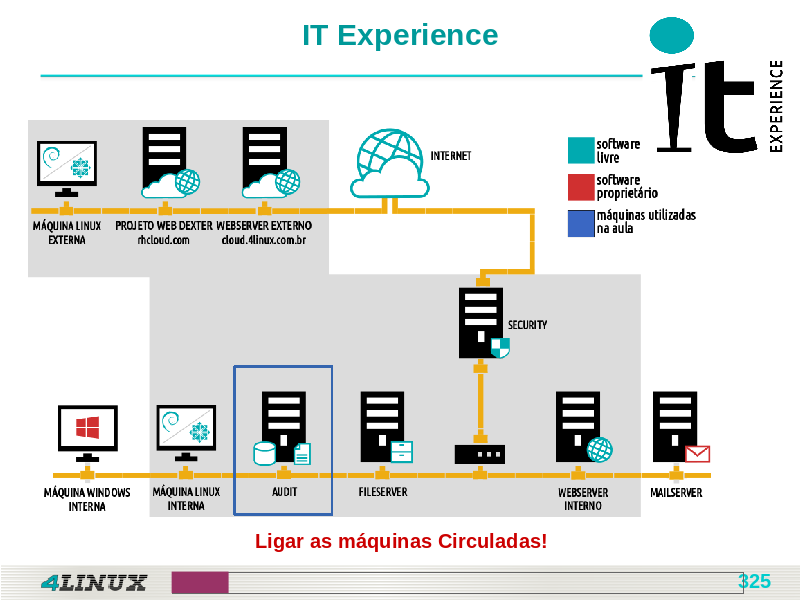 IT Experience
it
EXPERIENCE
software
livre
software
proprietário
máquinas utilizadas
na aula
INTERNET
MÁQUINA LINUX
EXTERNA
PROJETO WEB DEXTER
rhcloud.com
WEBSERVER EXTERNO
cloud.4linux.com.br
SECURITY
MÁQUINA WINDOWS
INTERNA
MÁQUINA LINUX
INTERNA
AUDIT
FILESERVER
WEBSERVER
INTERNO
MAILSERVER
Ligar as máquinas Circuladas!
4LINUX
325